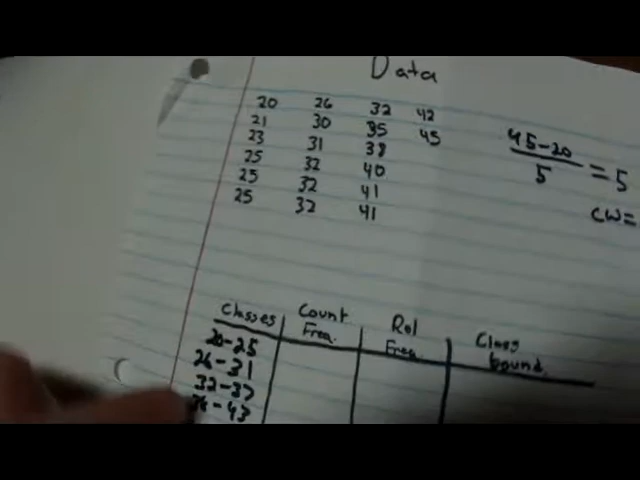 Data
20 26 32 42
21 30 35 45
23 31 38
25 32 40
25 32 41
25 32 41
45-20
5
= 5
CW=
Classes Count Freq. Rel Freq. Class bound.
20-25
26-31
32-37
38-43